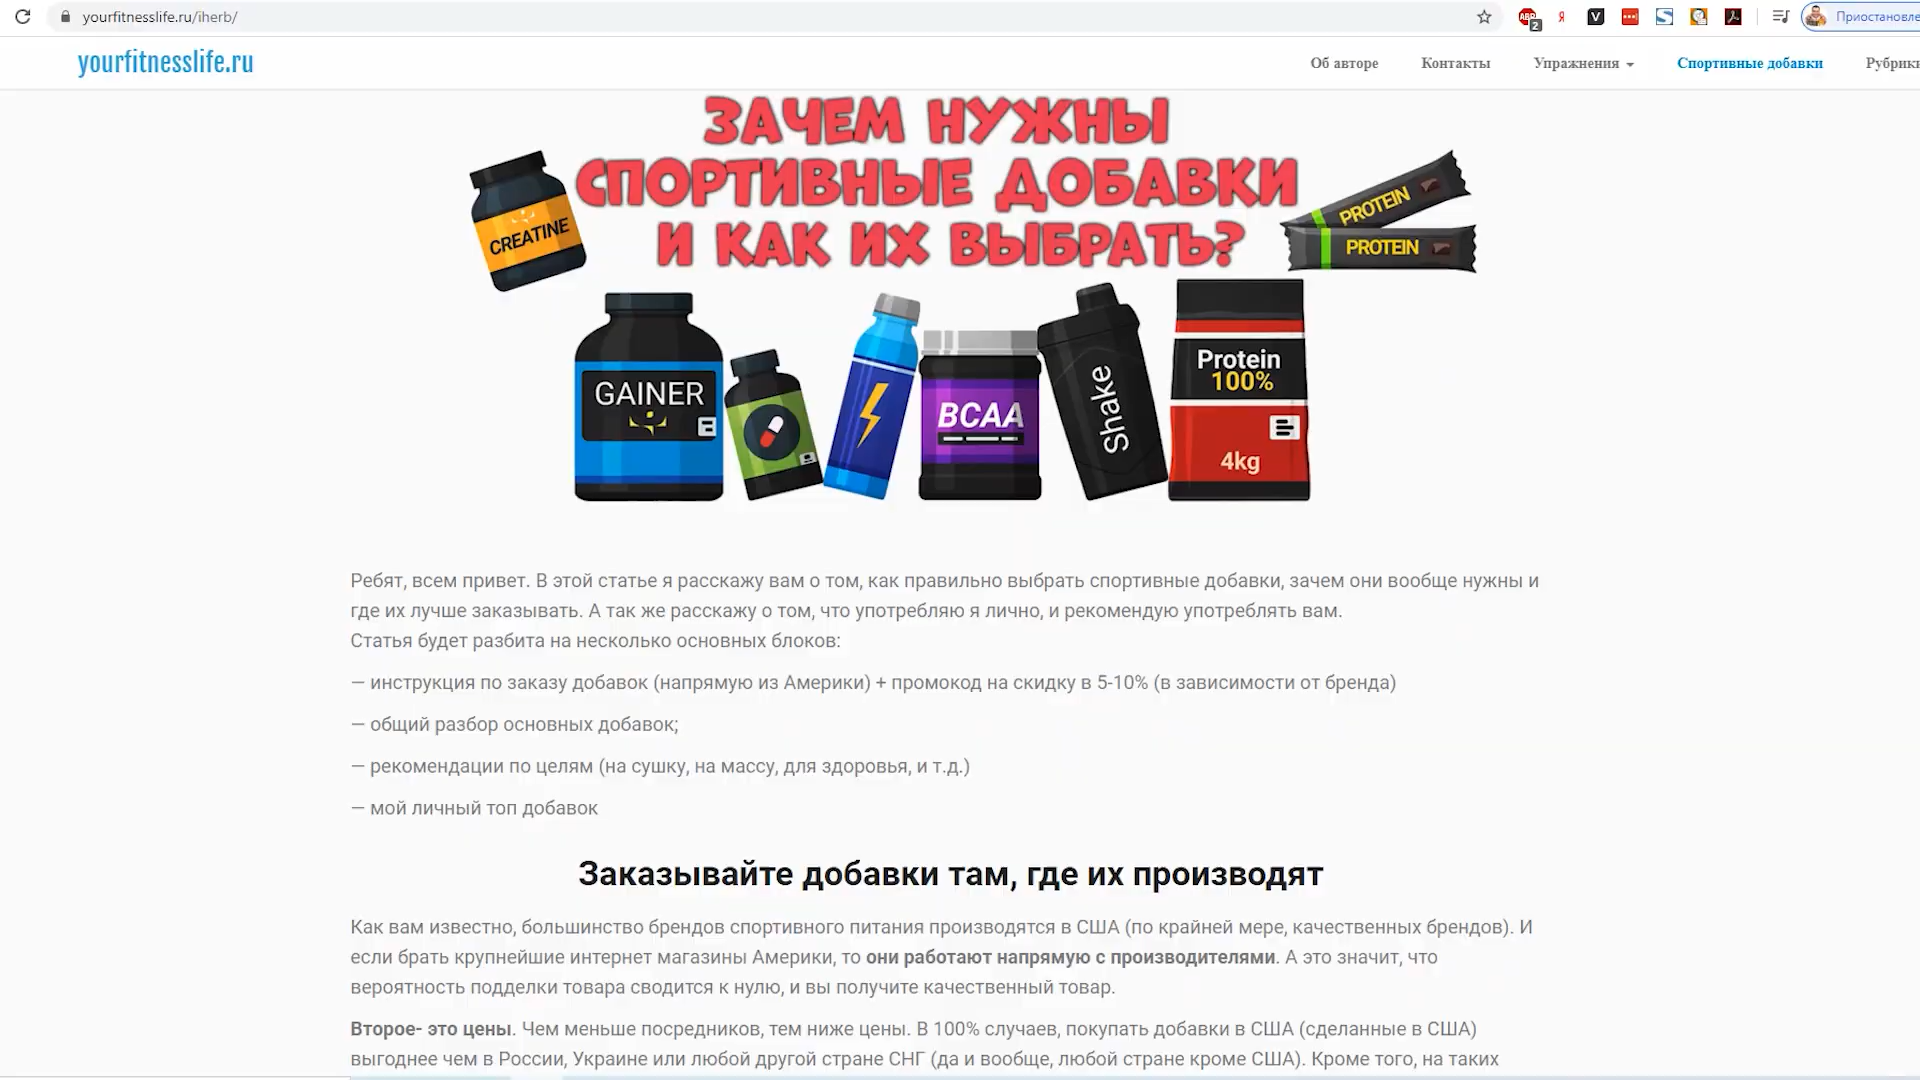 yourfitnesslife.ru/iherb/
ABP
2
Я
V
S
Приостановле
yourfitnesslife.ru
Об авторе
Контакты
Упражнения
Спортивные добавки
Рубрики
ЗАЧЕМ НУЖНЫ
СПОРТИВНЫЕ ДОБАВКИ
И КАК ИХ ВЫБРАТЬ?
CREATINE
PROTEIN
PROTEIN
GAINER
BCAA
Shake
Protein
100%
4kg
Ребят, всем привет. В этой статье я расскажу вам о том, как правильно выбрать спортивные добавки, зачем они вообще нужны и
где их лучше заказывать. А так же расскажу о том, что употребляю я лично, и рекомендую употреблять вам.
Статья будет разбита на несколько основных блоков:
— инструкция по заказу добавок (напрямую из Америки) + промокод на скидку в 5-10% (в зависимости от бренда)
— общий разбор основных добавок;
— рекомендации по целям (на сушку, на массу, для здоровья, и т.д.)
— мой личный топ добавок
Заказывайте добавки там, где их производят
Как вам известно, большинство брендов спортивного питания производятся в США (по крайней мере, качественных брендов). И
если брать крупнейшие интернет магазины Америки, то они работают напрямую с производителями. А это значит, что
вероятность подделки товара сводится к нулю, и вы получите качественный товар.
Второе- это цены. Чем меньше посредников, тем ниже цены. В 100% случаев, покупать добавки в США (сделанные в США)
выгоднее чем в России, Украине или любой другой стране СНГ (да и вообще, любой стране кроме США). Кроме того, на таких